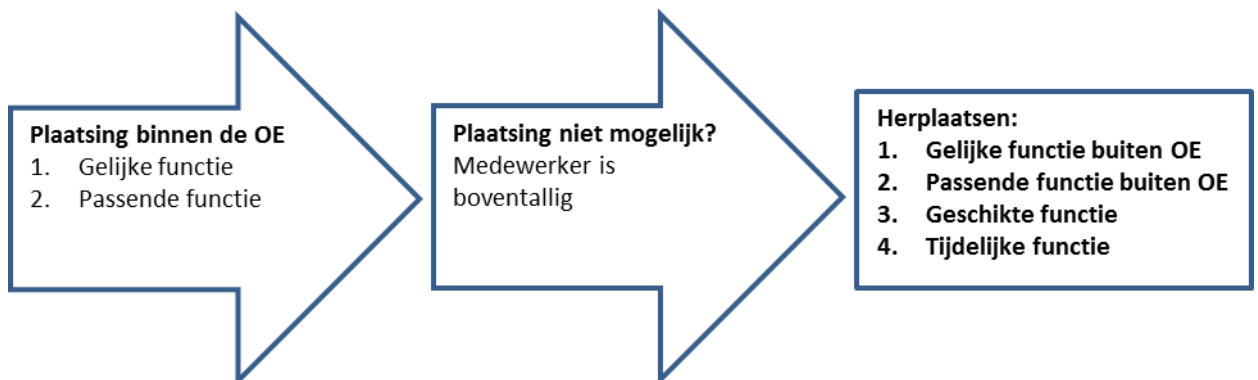 Plaatsing binnen de OE
1. Gelijke functie
2. Passende functie
Plaatsing niet mogelijk?
Medewerker is
boventallig
Herplaatsen:
1. Gelijke functie buiten OE
2. Passende functie buiten OE
3. Geschikte functie
4. Tijdelijke functie